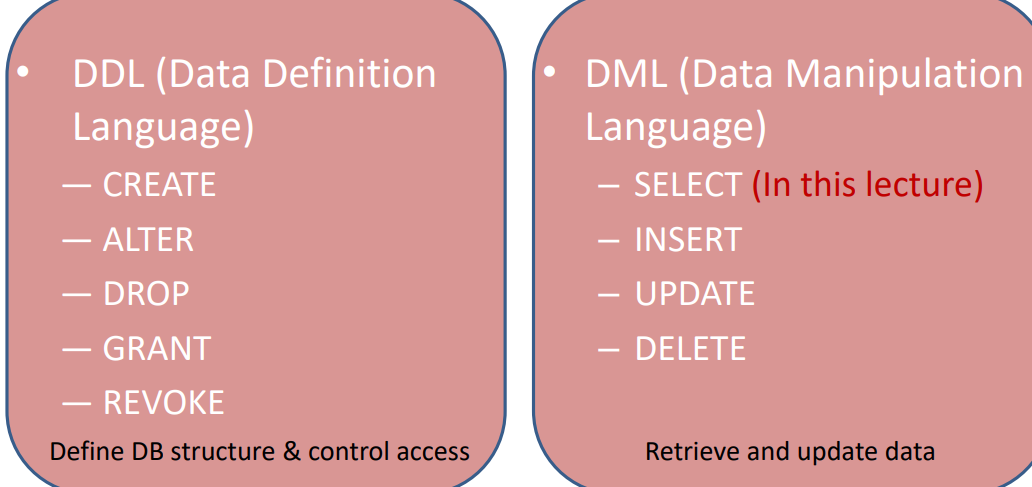 • DDL (Data Definition
Language)
— CREATE
— ALTER
— DROP
— GRANT
— REVOKE
Define DB structure & control access
• DML (Data Manipulation
Language)
– SELECT (In this lecture)
– INSERT
– UPDATE
– DELETE
Retrieve and update data